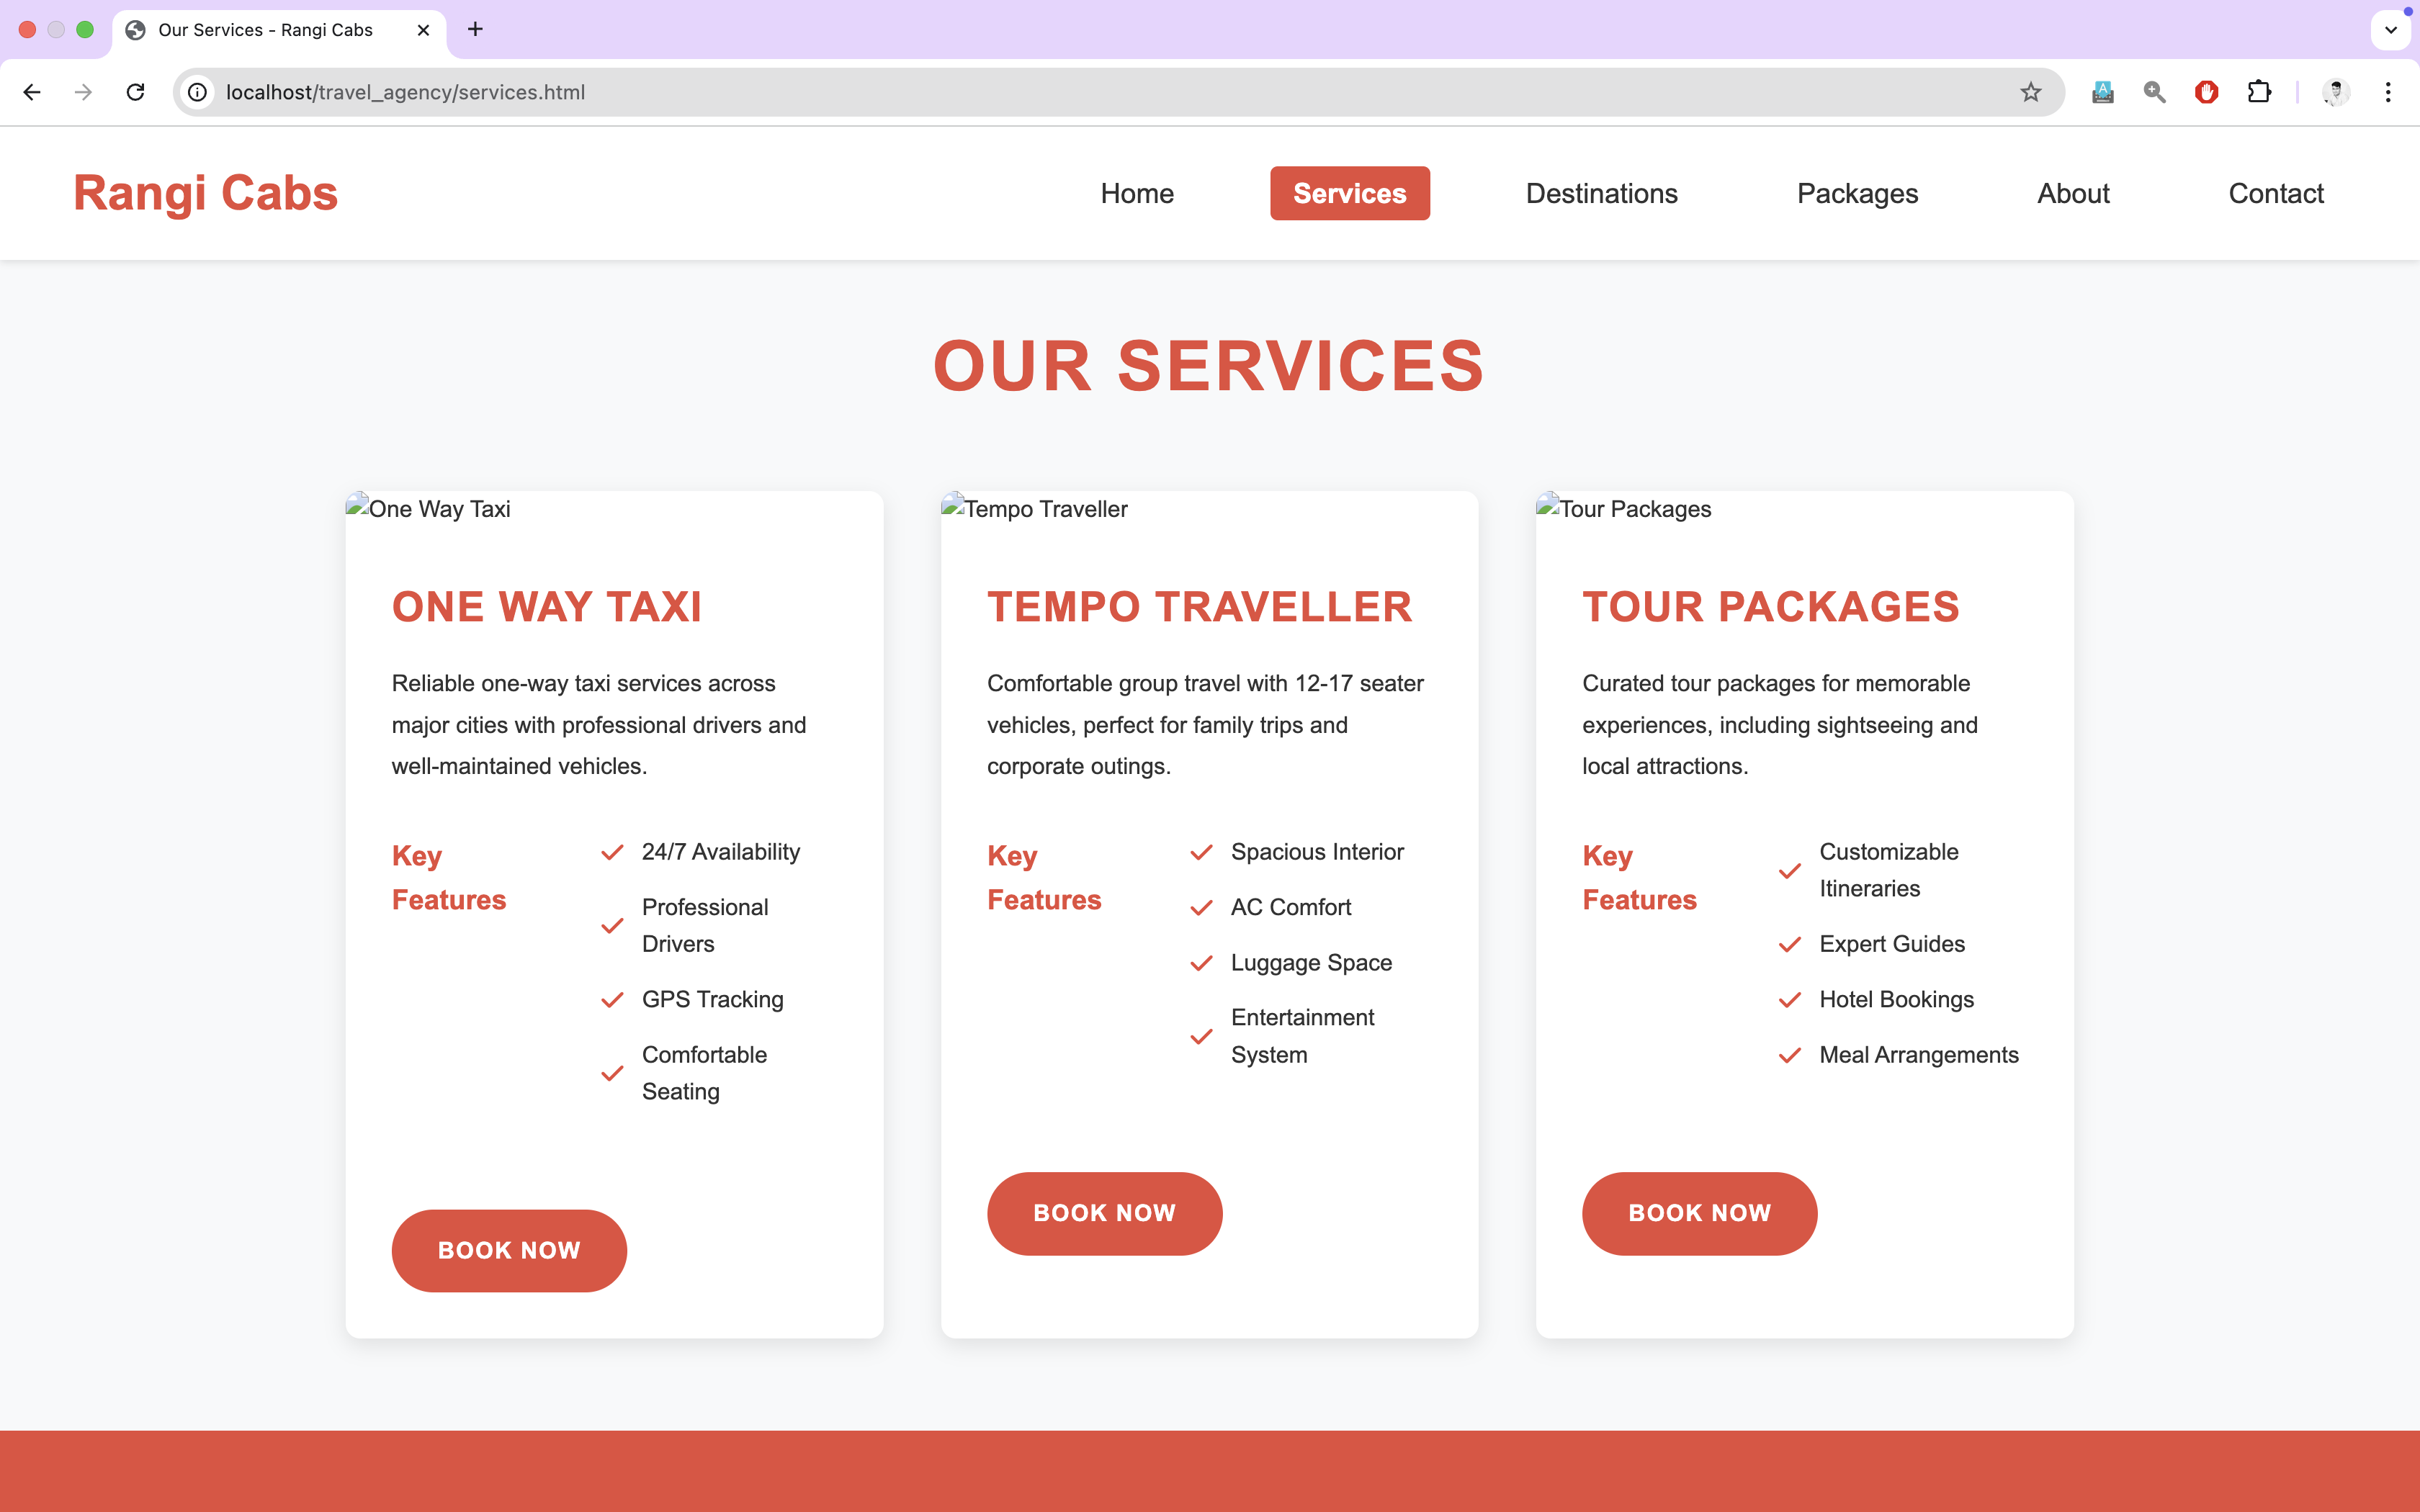 Our Services - Rangi Cabs
localhost/travel_agency/services.html
Rangi Cabs
Home
Services
Destinations
Packages
About
Contact
OUR SERVICES
One Way Taxi
ONE WAY TAXI
Reliable one-way taxi services across
major cities with professional drivers and
well-maintained vehicles.
Key
Features
24/7 Availability
Professional
Drivers
GPS Tracking
Comfortable
Seating
BOOK NOW
Tempo Traveller
TEMPO TRAVELLER
Comfortable group travel with 12-17 seater
vehicles, perfect for family trips and
corporate outings.
Key
Features
Spacious Interior
AC Comfort
Luggage Space
Entertainment
System
BOOK NOW
Tour Packages
TOUR PACKAGES
Curated tour packages for memorable
experiences, including sightseeing and
local attractions.
Key
Features
Customizable
Itineraries
Expert Guides
Hotel Bookings
Meal Arrangements
BOOK NOW